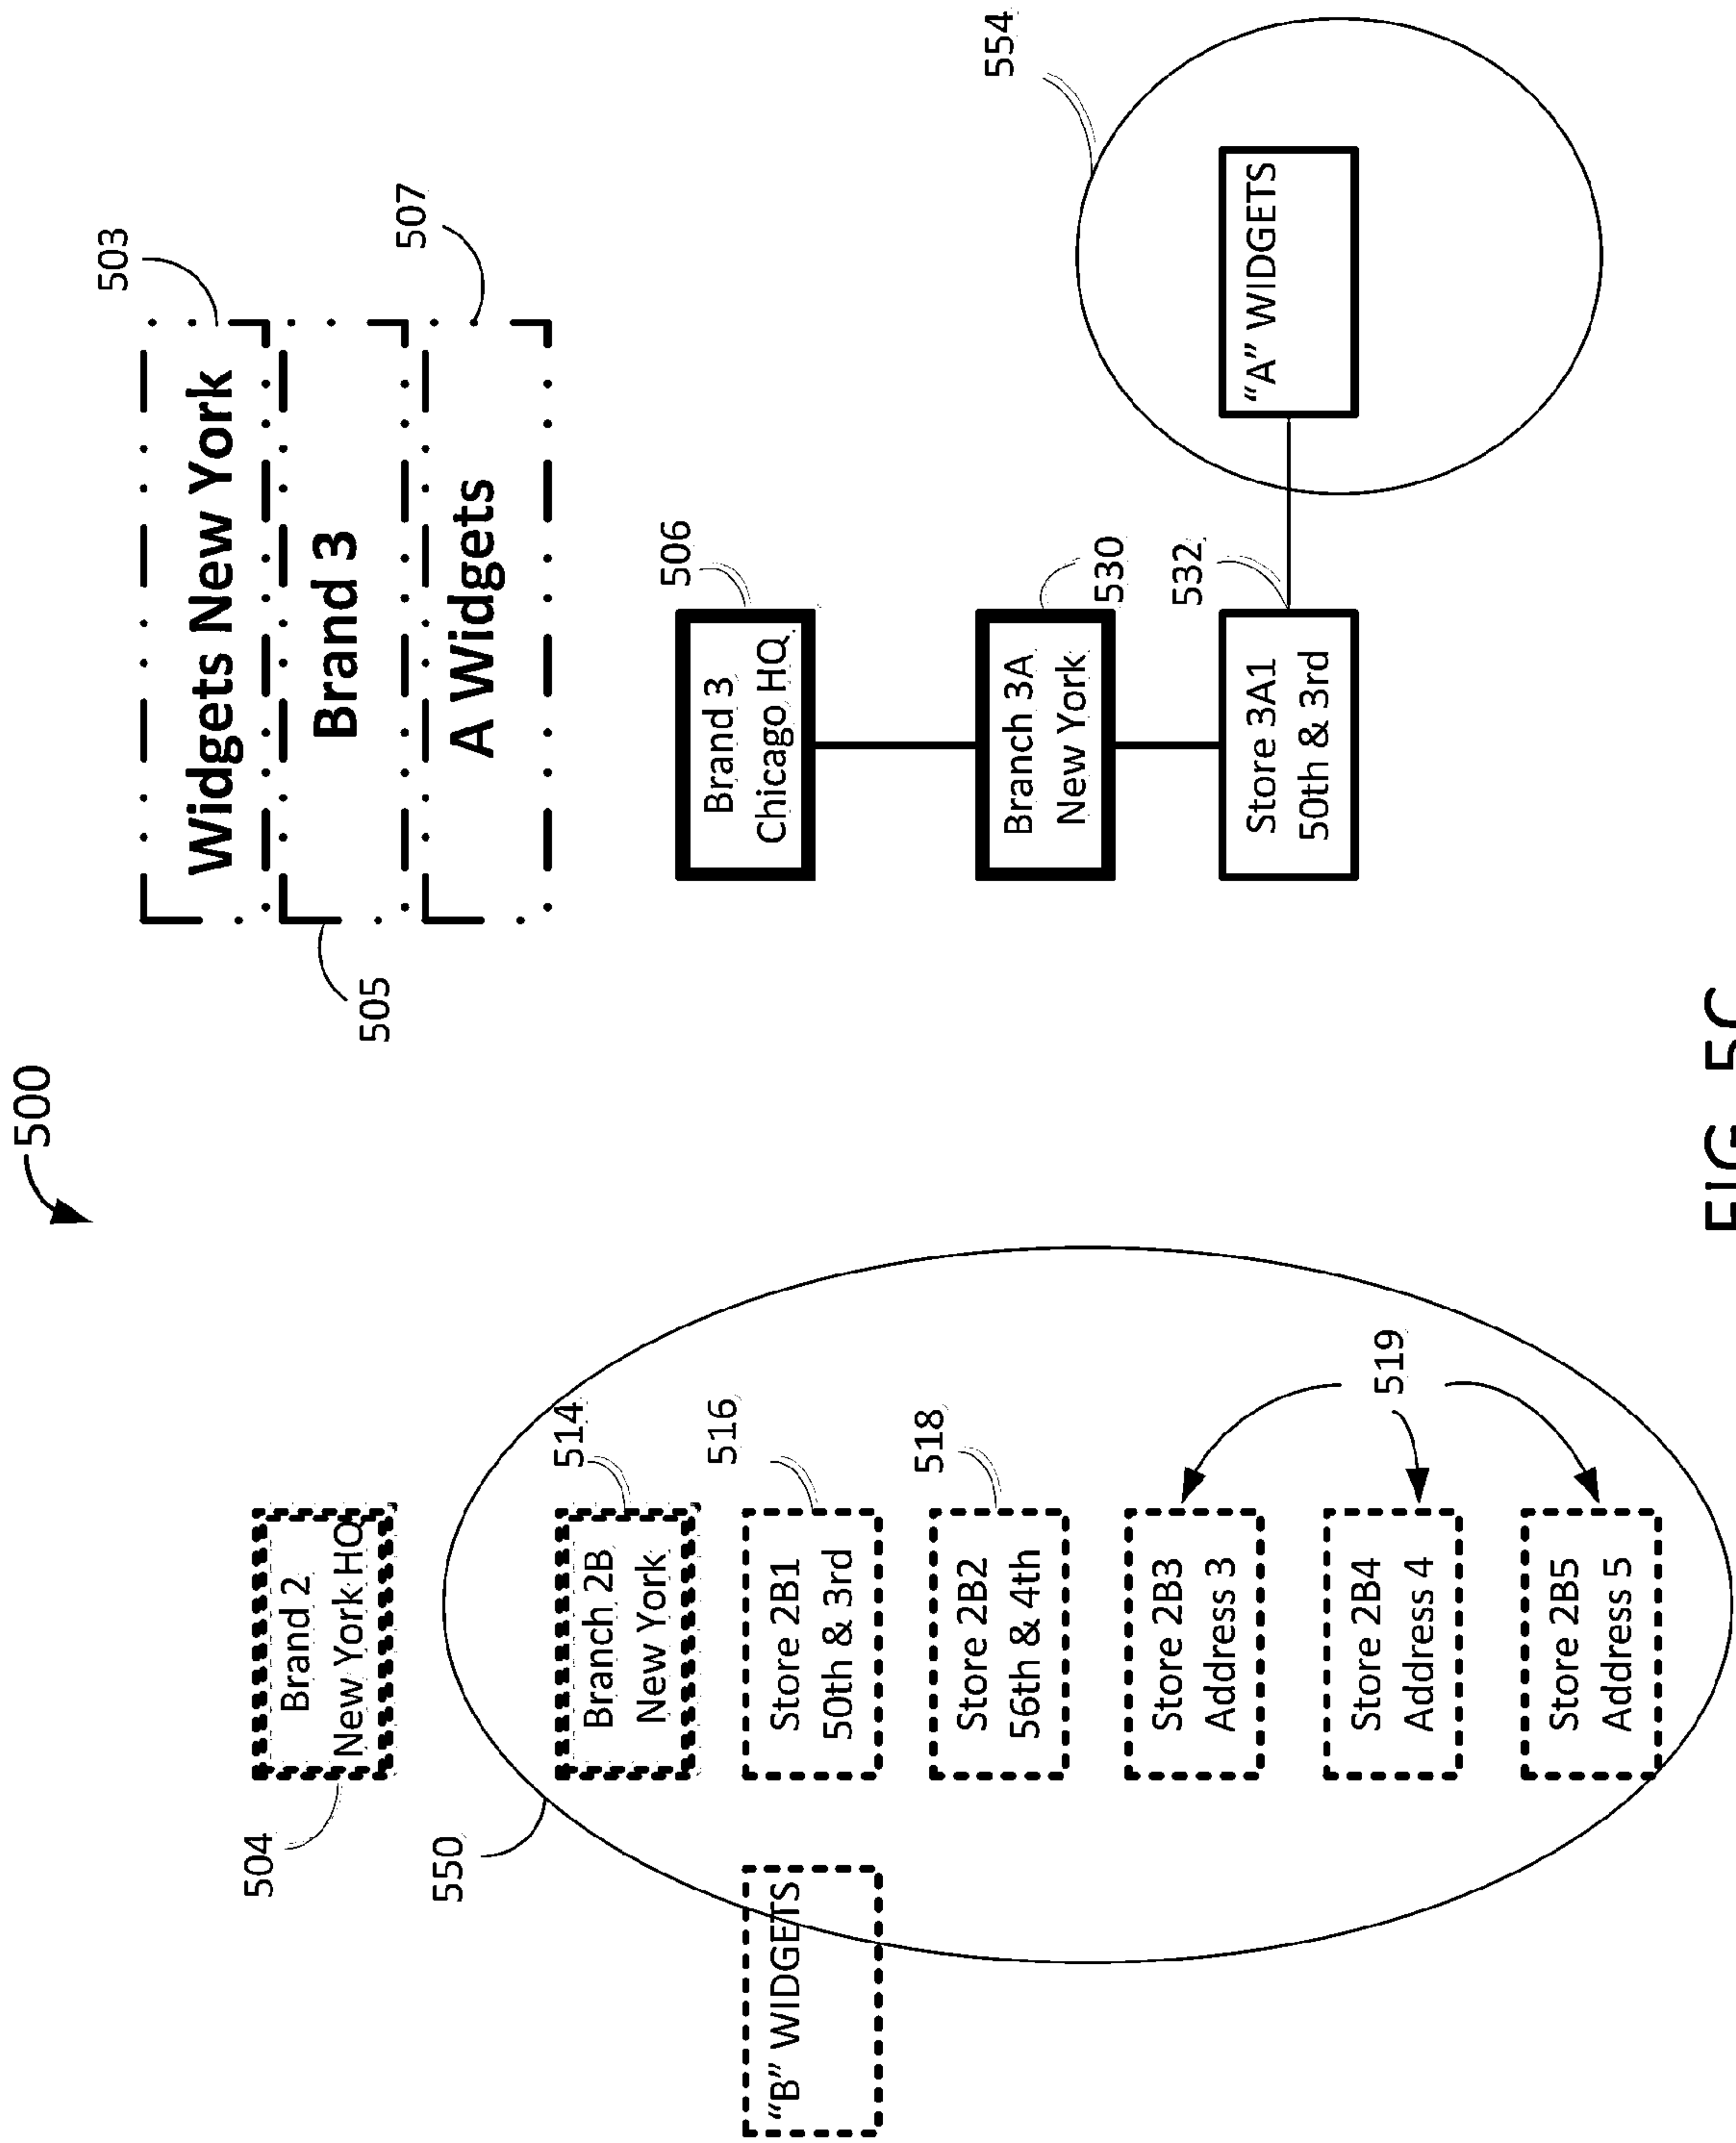 500
503
Widgets New York
505
Brand 3
507
A Widgets
504
Brand 2
New York HQ
506
Brand 3
Chicago HQ
550
514
Branch 2B
New York
530
Branch 3A
New York
"B" WIDGETS
516
Store 2B1
50th & 3rd
518
Store 2B2
56th & 4th
519
Store 2B3
Address 3
Store 2B4
Address 4
Store 2B5
Address 5
532
Store 3A1
50th & 3rd
554
"A" WIDGETS
FIG. 5C